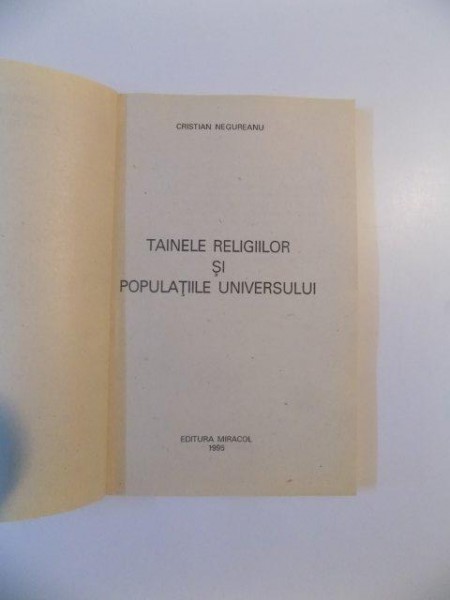 CRISTIAN NEGUREANU
TAINELE RELIGIILOR
ȘI
POPULAȚIILE UNIVERSULUI
EDITURA MIRACOL
1995